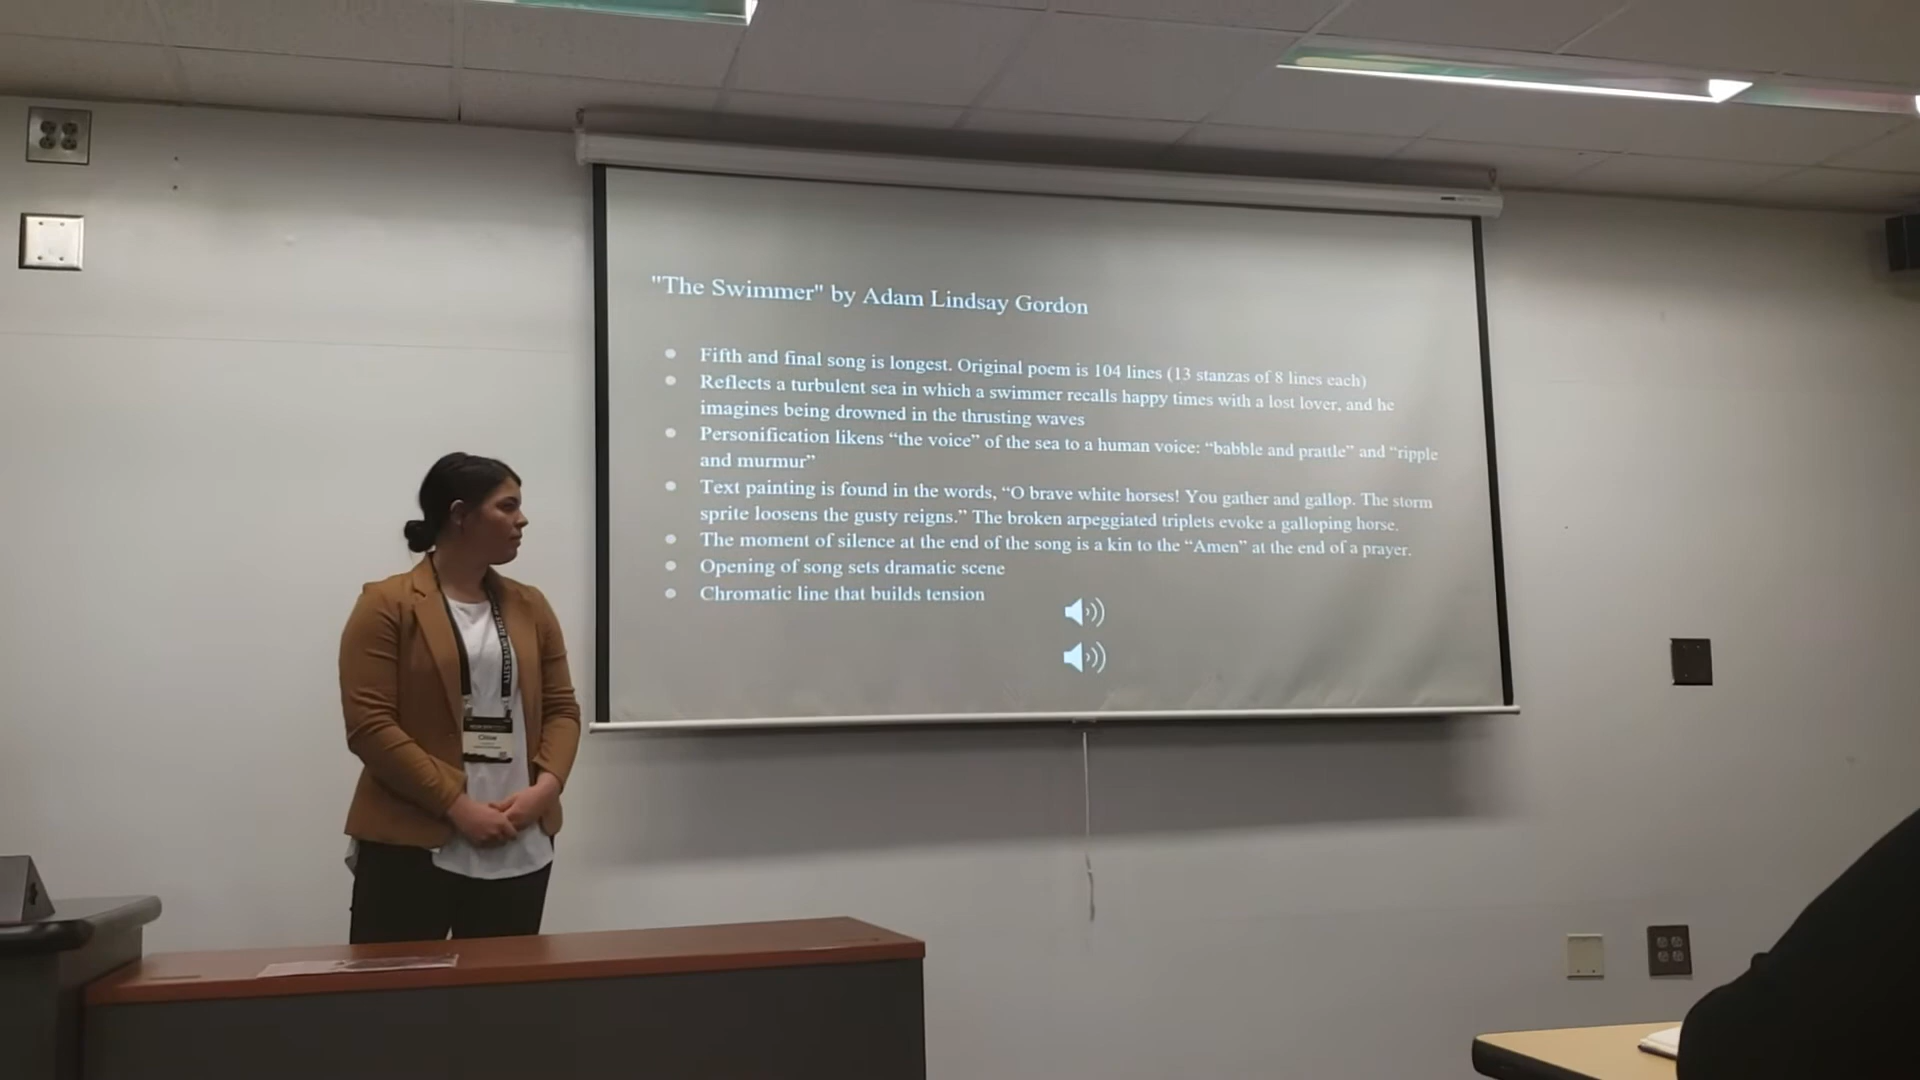 "The Swimmer" by Adam Lindsay Gordon
Fifth and final song is longest. Original poem is 104 lines (13 stanzas of 8 lines each)
Reflects a turbulent sea in which a swimmer recalls happy times with a lost lover, and he
imagines being drowned in the thrusting waves
Personification likens “the voice” of the sea to a human voice: “babble and prattle” and “ripple
and murmur”
Text painting is found in the words, “O brave white horses! You gather and gallop. The storm
sprite loosens the gusty reigns.” The broken arpeggiated triplets evoke a galloping horse.
The moment of silence at the end of the song is a kin to the “Amen” at the end of a prayer.
Opening of song sets dramatic scene
Chromatic line that builds tension
STATE UNIVERSITY
Chloe